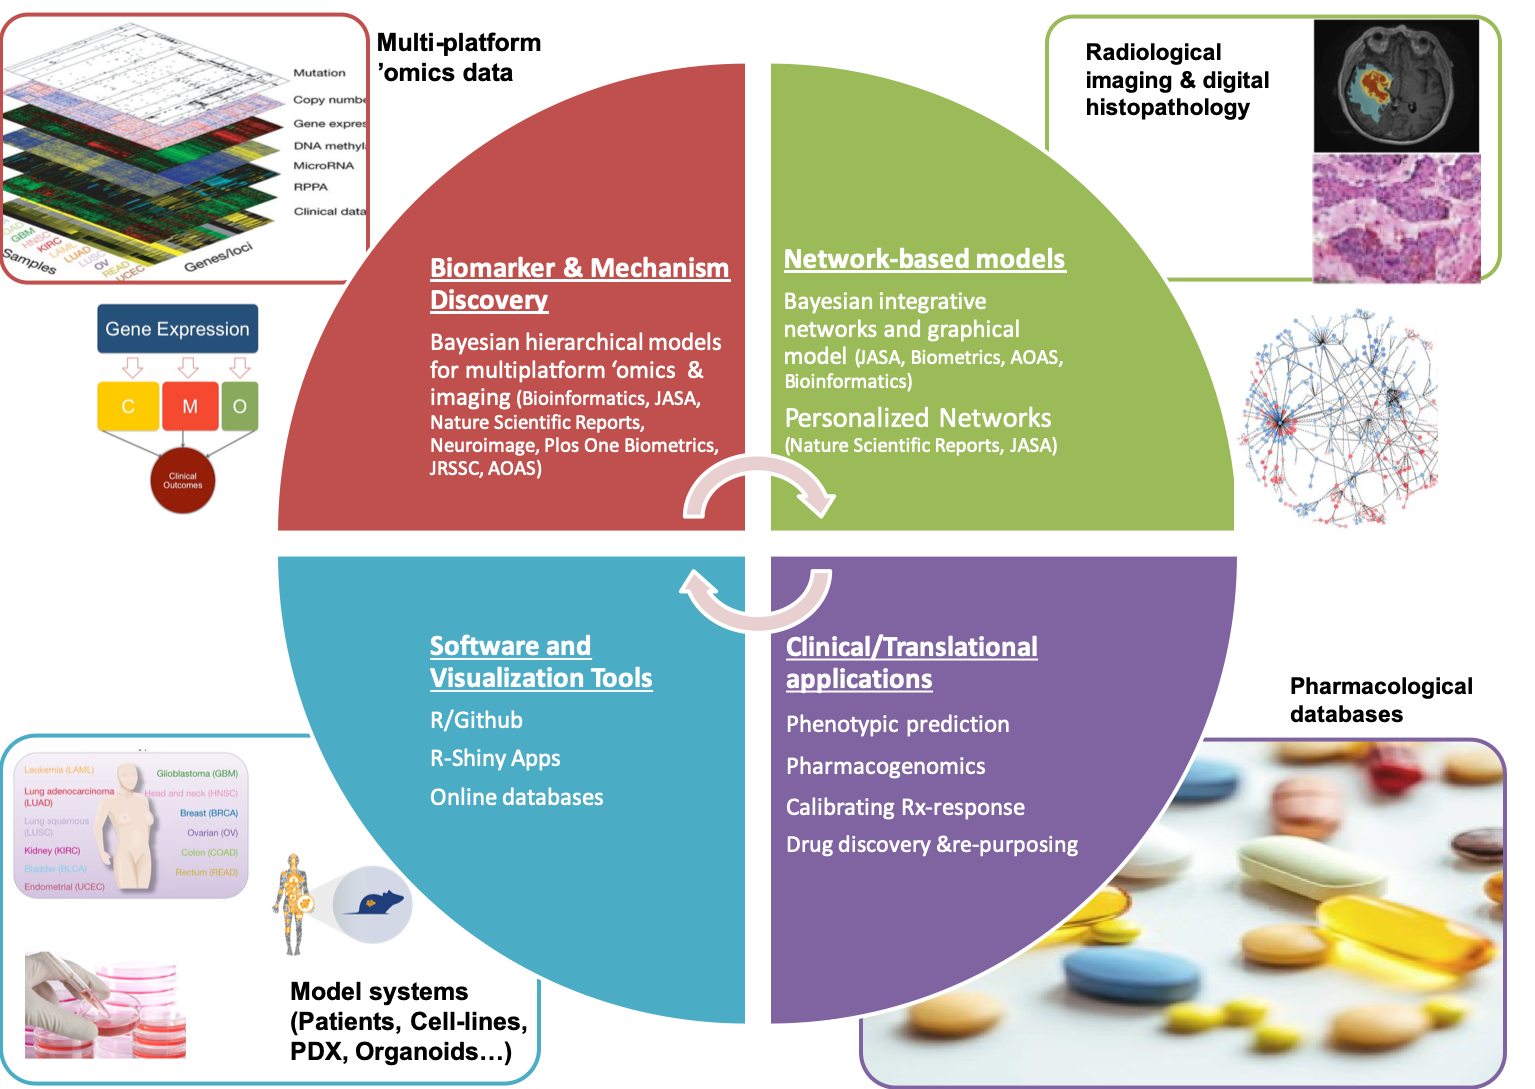 Multi-platform
’omics data
Mutation
Copy numbe
Gene expres
DNA methyl
MicroRNA
RPPA
Clinical data
GBM
HNSC
KIRC
LAML
LUAD
LUSC
OV
READ
UCEC
Samples
Genes/loci
Radiological
imaging & digital
histopathology
Gene Expression
C
M
O
Clinical
Outcomes
Biomarker & Mechanism
Discovery
Bayesian hierarchical models
for multiplatform ‘omics & 
imaging (Bioinformatics, JASA,
Nature Scientific Reports,
Neuroimage, Plos One Biometrics,
JRSSC, AOAS)
Network-based models
Bayesian integrative
networks and graphical
model (JASA, Biometrics, AOAS,
Bioinformatics)
Personalized Networks
(Nature Scientific Reports, JASA)
Software and
Visualization Tools
R/Github
R-Shiny Apps
Online databases
Clinical/Translational
applications
Phenotypic prediction
Pharmacogenomics
Calibrating Rx-response
Drug discovery &re-purposing
Pharmacological
databases
Leukemia (LAML)
Lung adenocarcinoma
(LUAD)
Lung squamous
(LUSC)
Kidney (KIRC)
Bladder (BLCA)
Endometrial (UCEC)
Glioblastoma (GBM)
Head and neck (HNSC)
Breast (BRCA)
Ovarian (OV)
Colon (COAD)
Rectum (READ)
Model systems
(Patients, Cell-lines,
PDX, Organoids...)